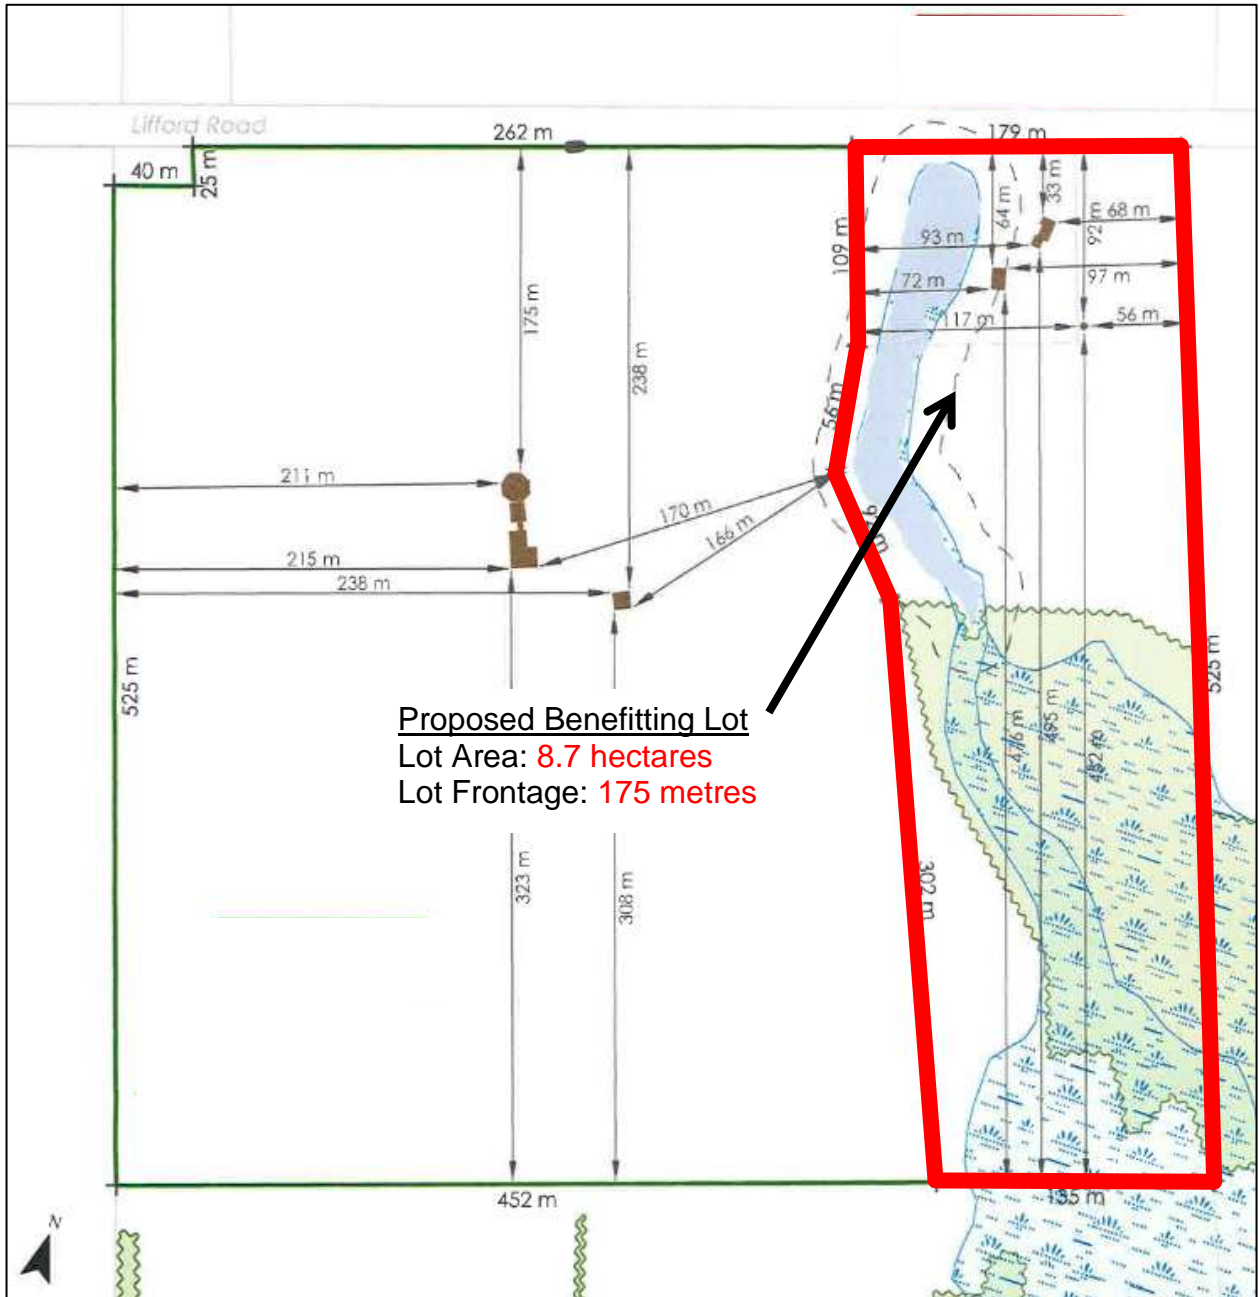 Lifford Road
262 m
179 m
40 m
25 m
33 m
64 m
92 m
68 m
109 m
93 m
97 m
72 m
175 m
117 m
56 m
238 m
56 m
211 m
170 m
166 m
215 m
238 m
525 m
525 m
Proposed Benefitting Lot
Lot Area: 8.7 hectares
Lot Frontage: 175 metres
476 m
495 m
323 m
308 m
302 m
452 m
135 m
N